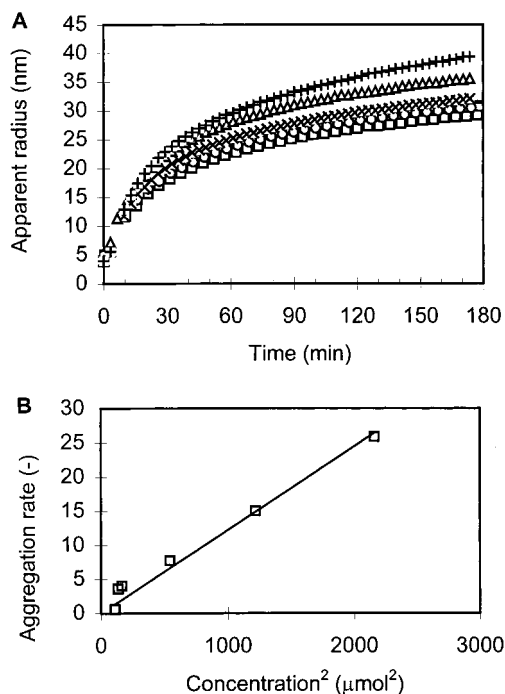 A
45
40
35
30
25
20
15
10
5
0
Apparent radius (nm)
0 30 60 90 120 150 180
Time (min)
B
30
25
20
15
10
5
0
Aggregation rate (-)
0 1000 2000 3000
Concentration² (μmol²)